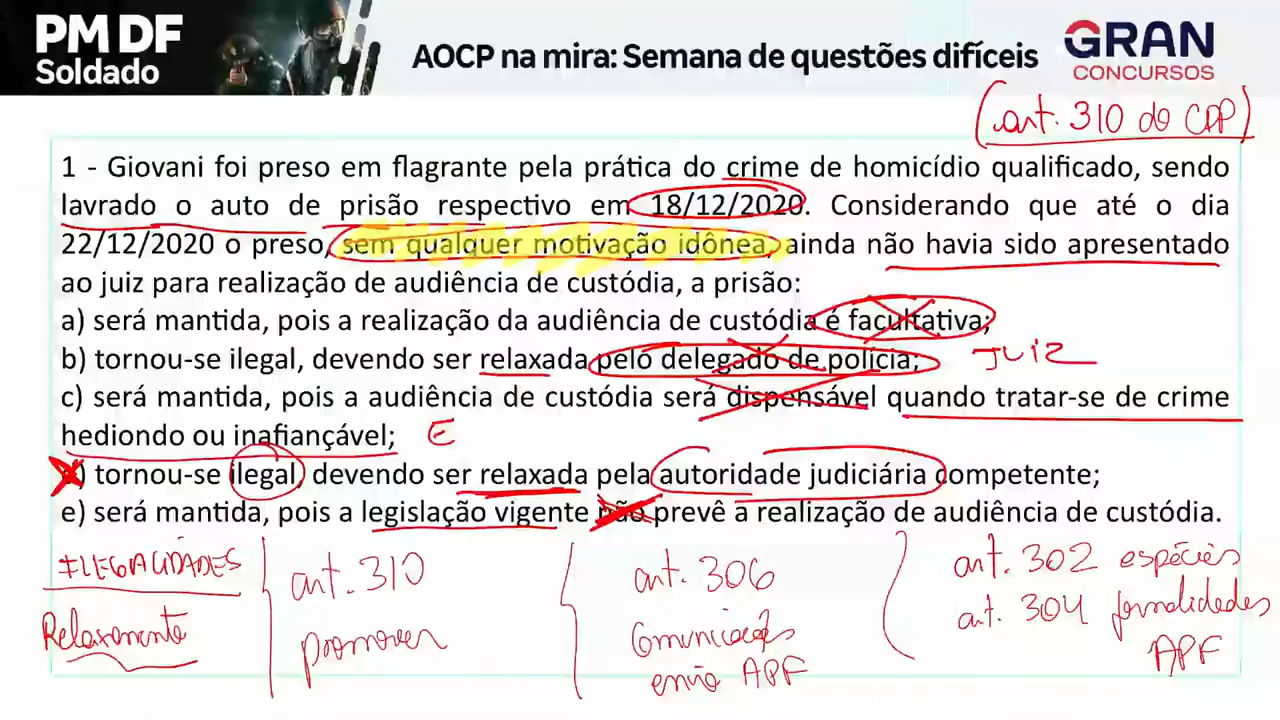 PM DF
Soldado
AOCP na mira: Semana de questões difíceis
GRAN
CONCURSOS
(art. 310 do CPP)
1 - Giovani foi preso em flagrante pela prática do crime de homicídio qualificado, sendo
lavrado o auto de prisão respectivo em 18/12/2020. Considerando que até o dia
22/12/2020 o preso, sem qualquer motivação idônea, ainda não havia sido apresentado
ao juiz para realização de audiência de custódia, a prisão:
a) será mantida, pois a realização da audiência de custódia é facultativa;
b) tornou-se ilegal, devendo ser relaxada pelo delegado de polícia; JUIZ
c) será mantida, pois a audiência de custódia será dispensável quando tratar-se de crime
hediondo ou inafiançável; E
d) tornou-se ilegal, devendo ser relaxada pela autoridade judiciária competente;
e) será mantida, pois a legislação vigente não prevê a realização de audiência de custódia.
ILEGALIDADES
Relaxamento
art. 310
promover
art. 306
Comunicações
envio APF
art. 302 espécies
art. 304 formalidades
APF